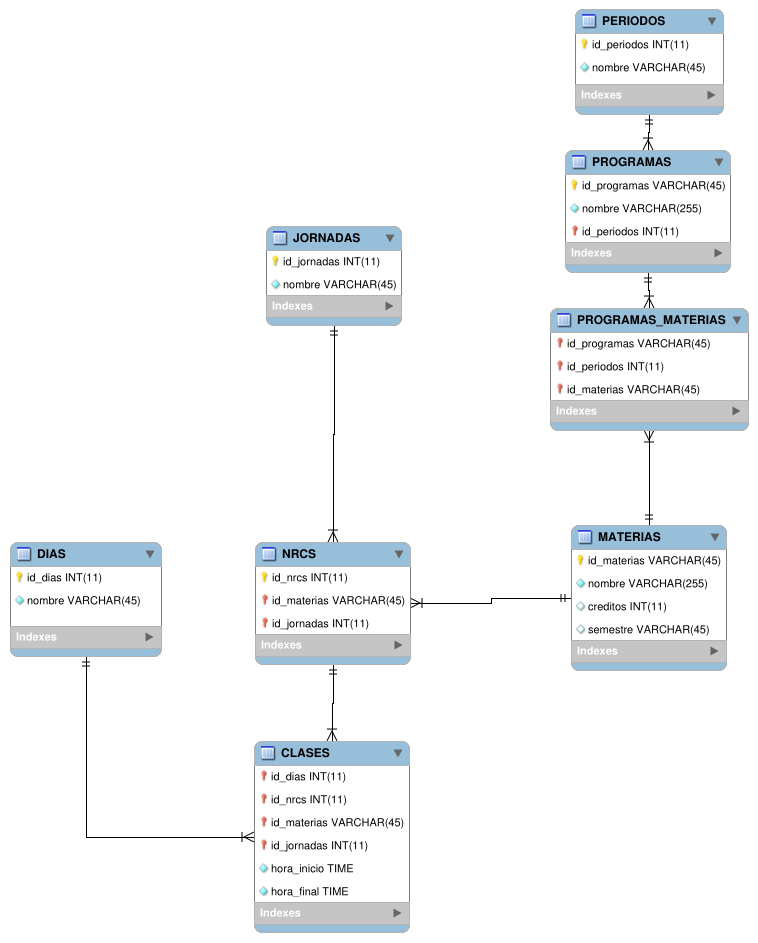 PERIODOS
id_periodos INT(11)
nombre VARCHAR(45)
Indexes
PROGRAMAS
id_programas VARCHAR(45)
nombre VARCHAR(255)
id_periodos INT(11)
Indexes
JORNADAS
id_jornadas INT(11)
nombre VARCHAR(45)
Indexes
PROGRAMAS_MATERIAS
id_programas VARCHAR(45)
id_periodos INT(11)
id_materias VARCHAR(45)
Indexes
DIAS
id_dias INT(11)
nombre VARCHAR(45)
Indexes
NRCS
id_nrcs INT(11)
id_materias VARCHAR(45)
id_jornadas INT(11)
Indexes
MATERIAS
id_materias VARCHAR(45)
nombre VARCHAR(255)
creditos INT(11)
semestre VARCHAR(45)
Indexes
CLASES
id_dias INT(11)
id_nrcs INT(11)
id_materias VARCHAR(45)
id_jornadas INT(11)
hora_inicio TIME
hora_final TIME
Indexes